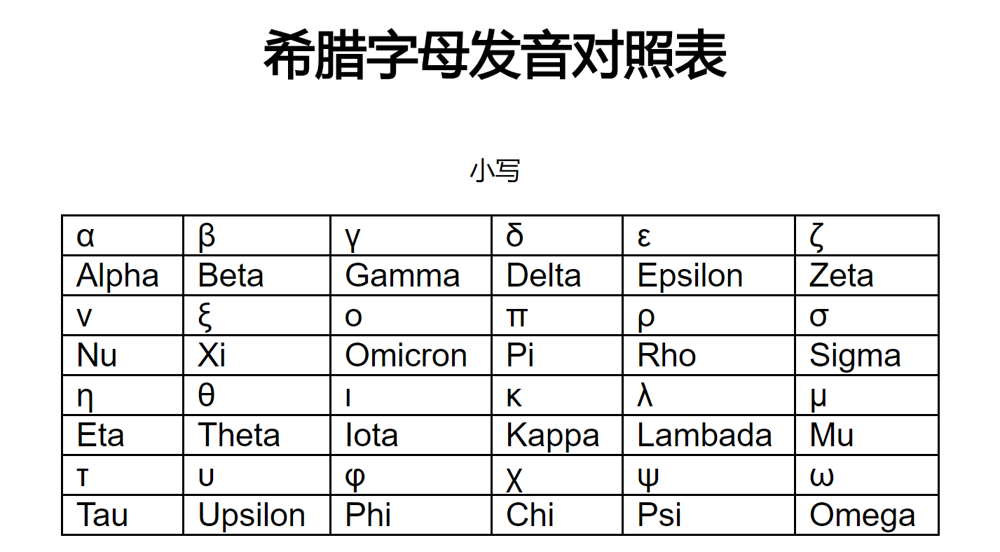 希腊字母发音对照表
小写
α β γ δ ε ζ
Alpha Beta Gamma Delta Epsilon Zeta
ν ξ ο π ρ σ
Nu Xi Omicron Pi Rho Sigma
η θ ι κ λ μ
Eta Theta Iota Kappa Lambada Mu
τ υ φ χ ψ ω
Tau Upsilon Phi Chi Psi Omega